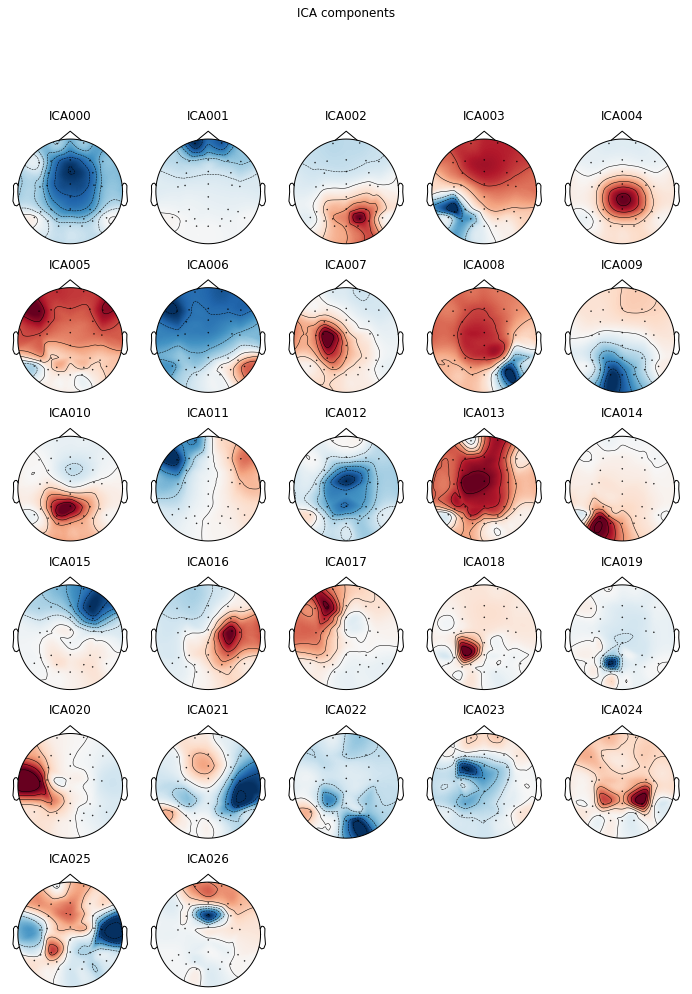 ICA components
ICA000 ICA001 ICA002 ICA003 ICA004
ICA005 ICA006 ICA007 ICA008 ICA009
ICA010 ICA011 ICA012 ICA013 ICA014
ICA015 ICA016 ICA017 ICA018 ICA019
ICA020 ICA021 ICA022 ICA023 ICA024
ICA025 ICA026